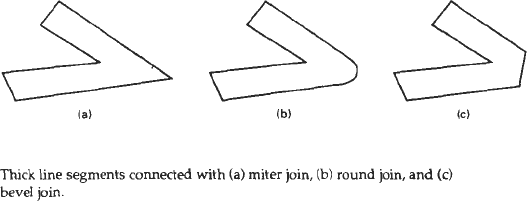 (a)
(b)
(c)
Thick line segments connected with (a) miter join, (b) round join, and (c)
bevel join.